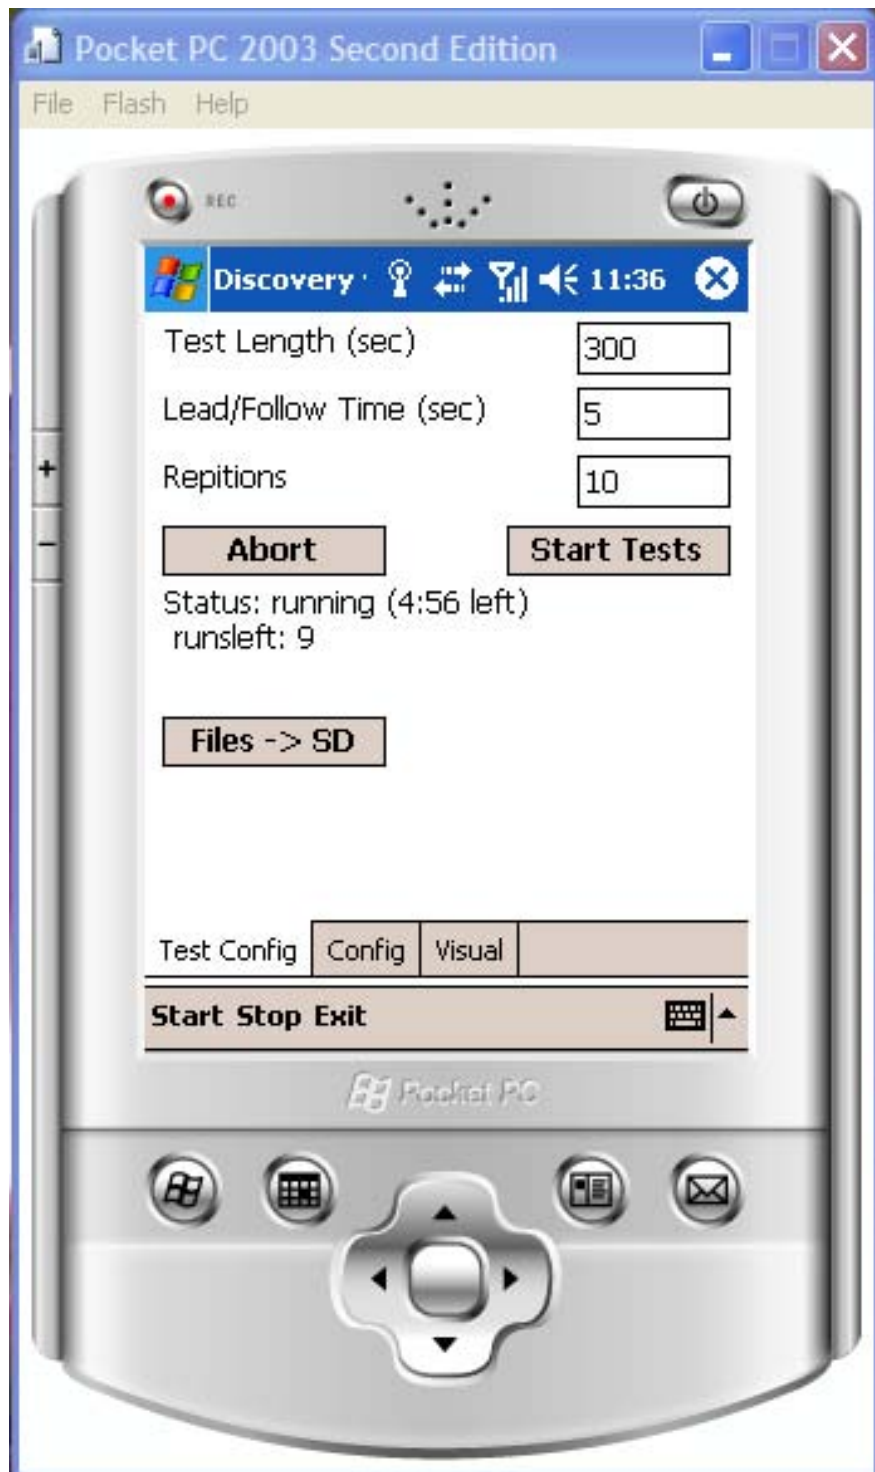 Pocket PC 2003 Second Edition
File Flash Help
REC
Discovery 11:36
Test Length (sec) 300
Lead/Follow Time (sec) 5
Repitions 10
Abort Start Tests
Status: running (4:56 left)
runsleft: 9
Files -> SD
Test Config Config Visual
Start Stop Exit
Pocket PC
+
-